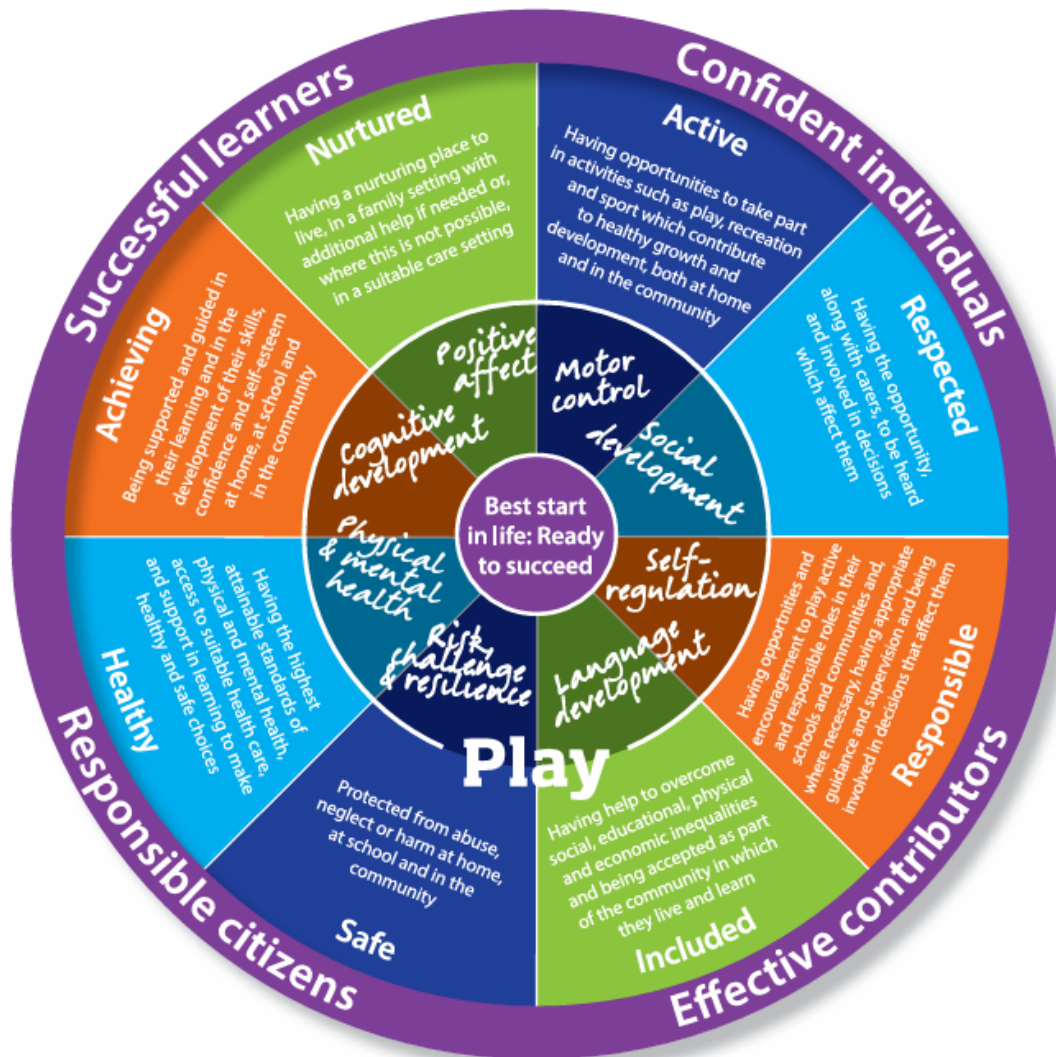 Successful learners
Confident individuals
Effective contributors
Responsible citizens
Nurtured
Having a nurturing place to
live, in a family setting with
additional help if needed or,
where this is not possible,
in a suitable care setting
Active
Having opportunities to take part
in activities such as play, recreation
and sport which contribute
to healthy growth and
development, both at home
and in the community
Respected
Having the opportunity,
along with carers, to be heard
and involved in decisions
which affect them
Having opportnities and
encouragement to play active
and responsible roles in their
schools and communities and,
where necessary, having appropriate
guidance and supervision and being
involved in decisions that affect them
Responsible
Having help to overcome
social, educational, physical
and economic inequalities
and being accepted as part
of the community in which
they live and learn
Included
Protected from abuse,
neglect or harm at home,
at school and in the
community
Safe
Having the highest
attainable standards of
physical and mental health,
access to suitable health care,
and support in learning to make
healthy and safe choices
Healthy
Achieving
Being supported and guided in
their learning and in the
development of their skills,
confidence and self-esteem
at home, at school and
in the community
Positive
affect
Motor
control
Social
development
Self-
regulation
Language
development
Risk,
challenge
& resilience
Physical
& mental
health
Cognitive
development
Best start
in life: Ready
to succeed
Play